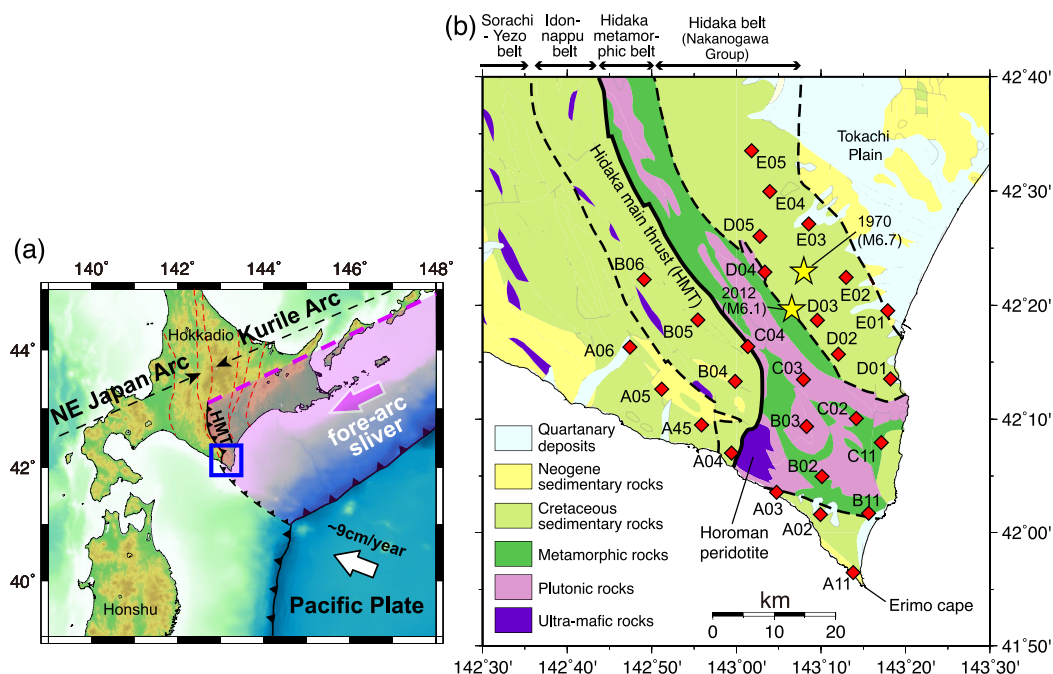 (a)
140˚
142˚
144˚
146˚
148˚
44˚
43˚
42˚
41˚
40˚
Hokkadio
Kurile Arc
NE Japan Arc
HMT
fore-arc
sliver
~9cm/year
Pacific Plate
Honshu
(b)
Sorachi
- Yezo
belt
Idon-
nappu
belt
Hidaka
metamor-
phic belt
Hidaka belt
(Nakanogawa
Group)
42˚40'
42˚30'
42˚20'
42˚10'
42˚00'
41˚50'
142˚30'
142˚40'
142˚50'
143˚00'
143˚10'
143˚20'
143˚30'
Tokachi
Plain
Hidaka main thrust (HMT)
E05
E04
E03
1970
(M6.7)
D05
D04
2012
(M6.1)
E02
D03
E01
D02
D01
B06
B05
C04
A06
B04
C03
A05
C02
A45
B03
C11
A04
B02
B11
A03
A02
A11
Horoman
peridotite
Erimo cape
km
0
10
20
Quartanary
deposits
Neogene
sedimentary rocks
Cretaceous
sedimentary rocks
Metamorphic rocks
Plutonic rocks
Ultra-mafic rocks